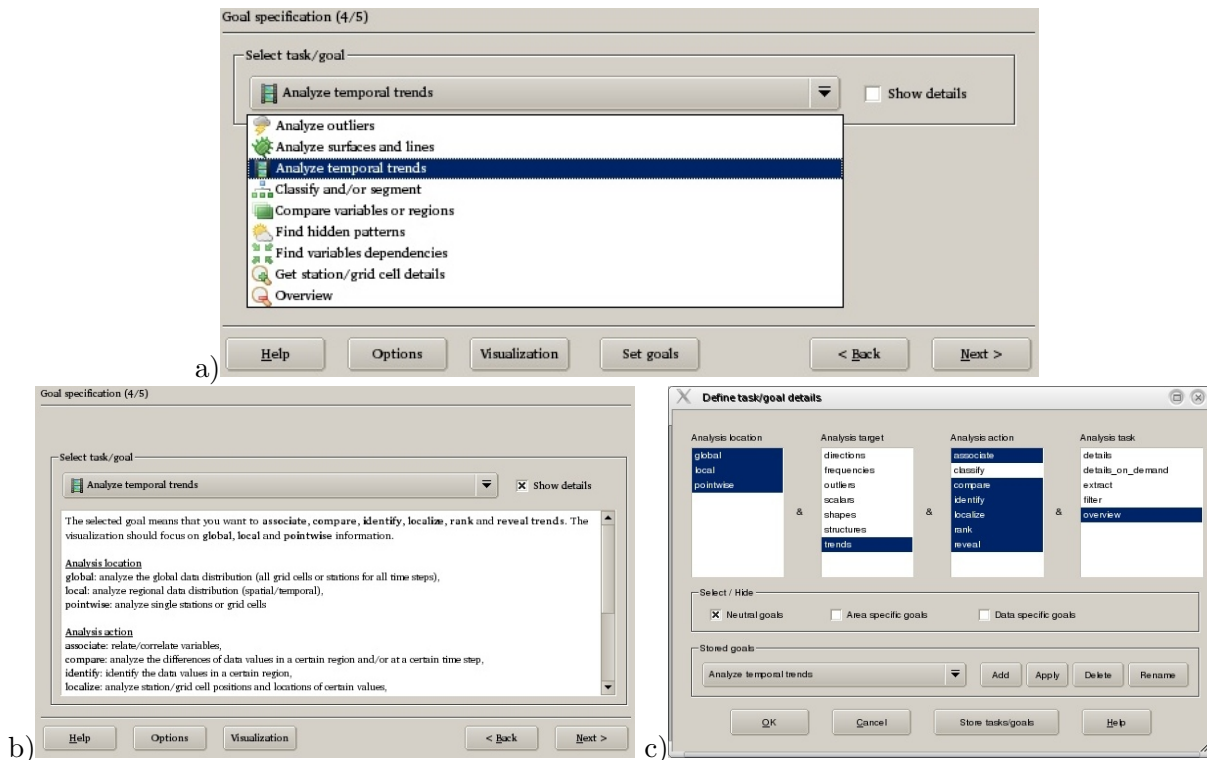 Goal specification (4/5)
Select task/goal
Analyze temporal trends
Show details
Analyze outliers
Analyze surfaces and lines
Analyze temporal trends
Classify and/or segment
Compare variables or regions
Find hidden patterns
Find variables dependencies
Get station/grid cell details
Overview
Help Options Visualization Set goals < Back Next >
a)
Goal specification (4/5)
Select task/goal
Analyze temporal trends
Show details
The selected goal means that you want to associate, compare, identify, localize, rank and reveal trends. The
visualization should focus on global, local and pointwise information.
Analysis location
global: analyze the global data distribution (all grid cells or stations for all time steps),
local: analyze regional data distribution (spatial/temporal),
pointwise: analyze single stations or grid cells
Analysis action
associate: relate/correlate variables,
compare: analyze the differences of data values in a certain region and/or at a certain time step,
identify: identify the data values in a certain region,
localize: analyze station/grid cell positions and locations of certain values,
Help Options Visualization < Back Next >
b)
Define task/goal details
Analysis location
global
local
pointwise
&
Analysis target
directions
frequencies
outliers
scalars
shapes
structures
trends
&
Analysis action
associate
classify
compare
identify
localize
rank
reveal
&
Analysis task
details
details_on_demand
extract
filter
overview
Select / Hide
Neutral goals Area specific goals Data specific goals
Stored goals
Analyze temporal trends Add Apply Delete Rename
OK Cancel Store tasks/goals Help
c)